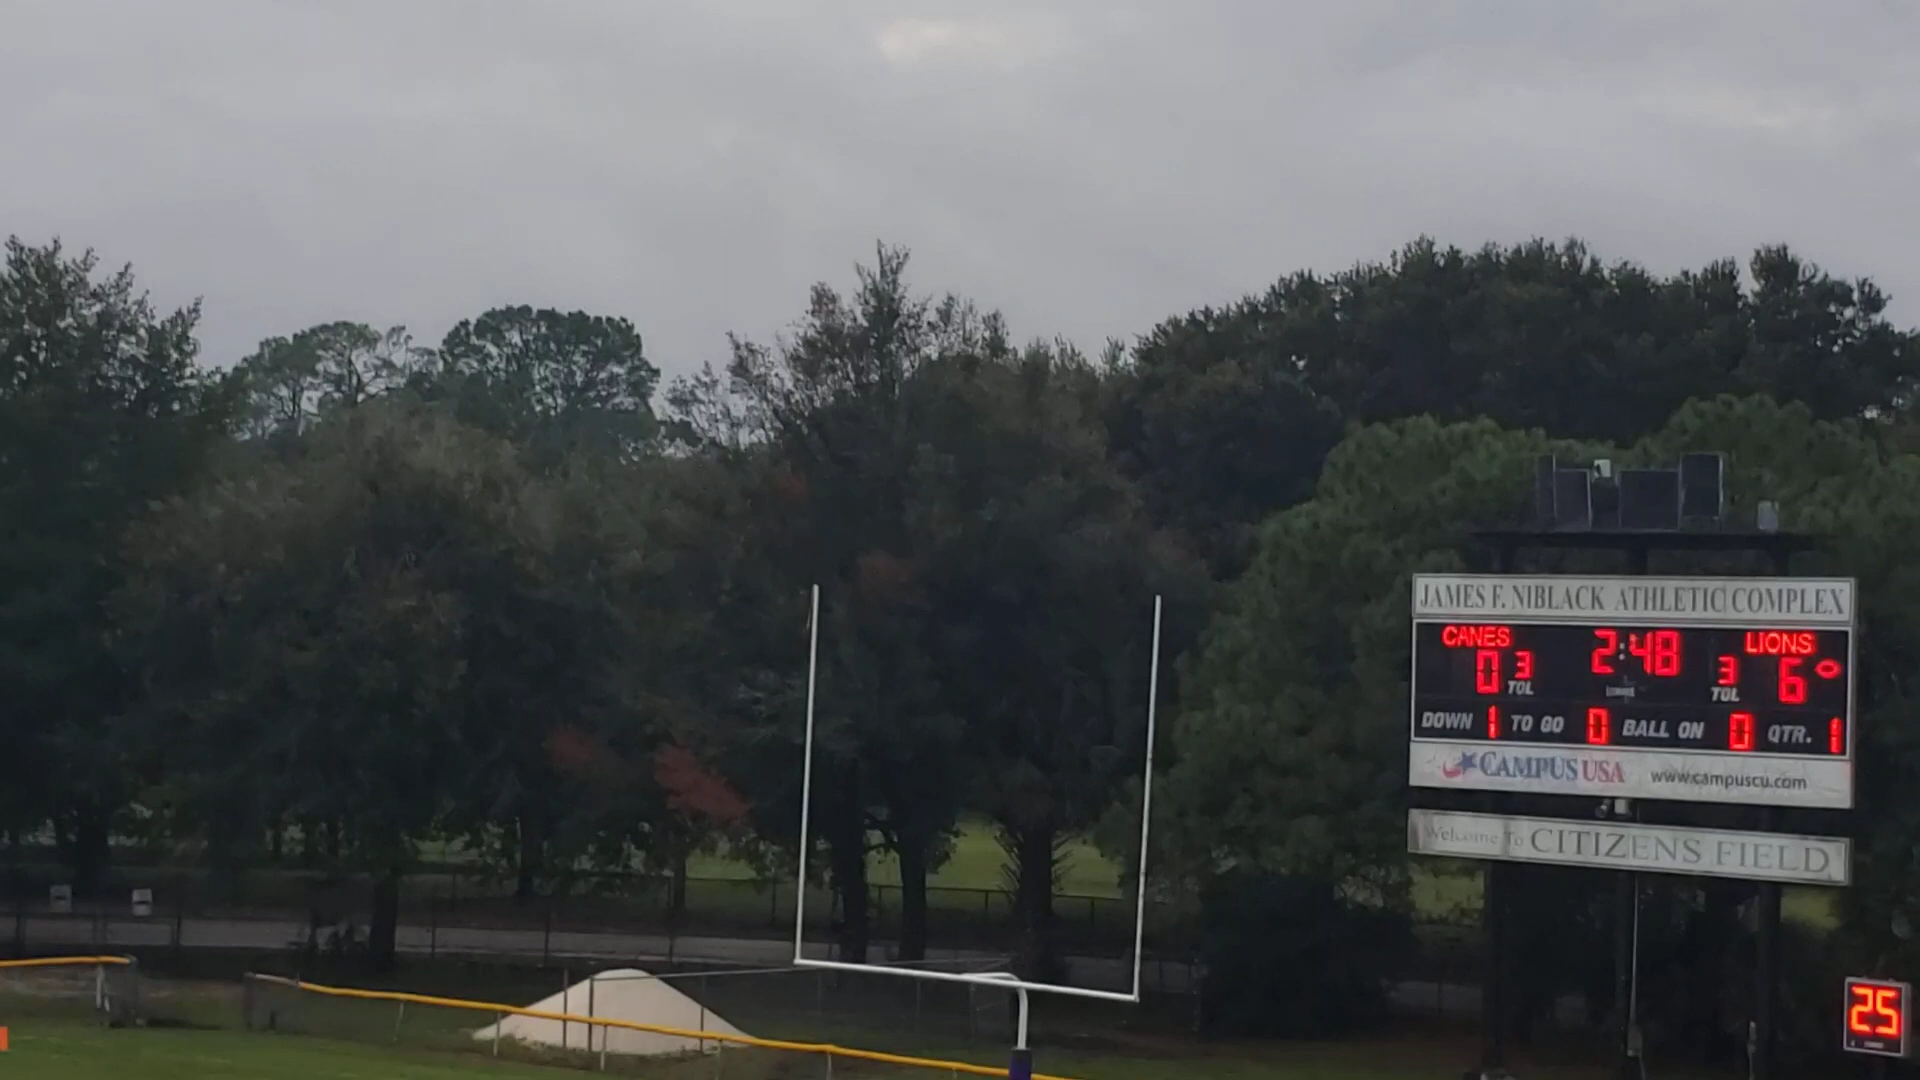 JAMES F. NIBLACK ATHLETIC COMPLEX
CANES 2:48 LIONS
0 3 3 6
TOL TOL
DOWN 1 TO GO 0 BALL ON 0 QTR. 1
CAMPUS USA www.campuscu.com
Welcome To CITIZENS FIELD
25